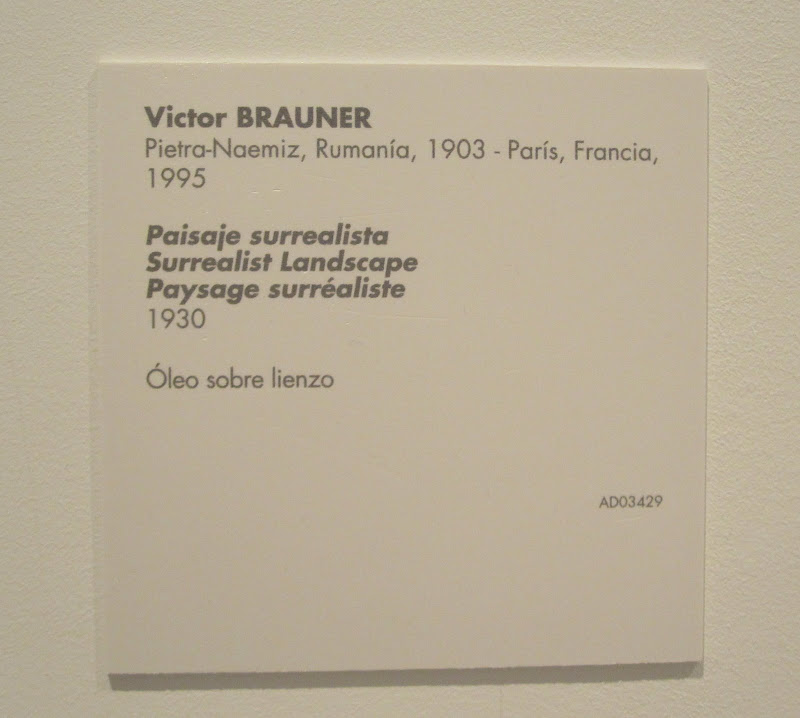 Victor BRAUNER
Pietra-Naemiz, Rumanía, 1903 - París, Francia,
1995
Paisaje surrealista
Surrealist Landscape
Paysage surréaliste
1930
Óleo sobre lienzo
AD03429